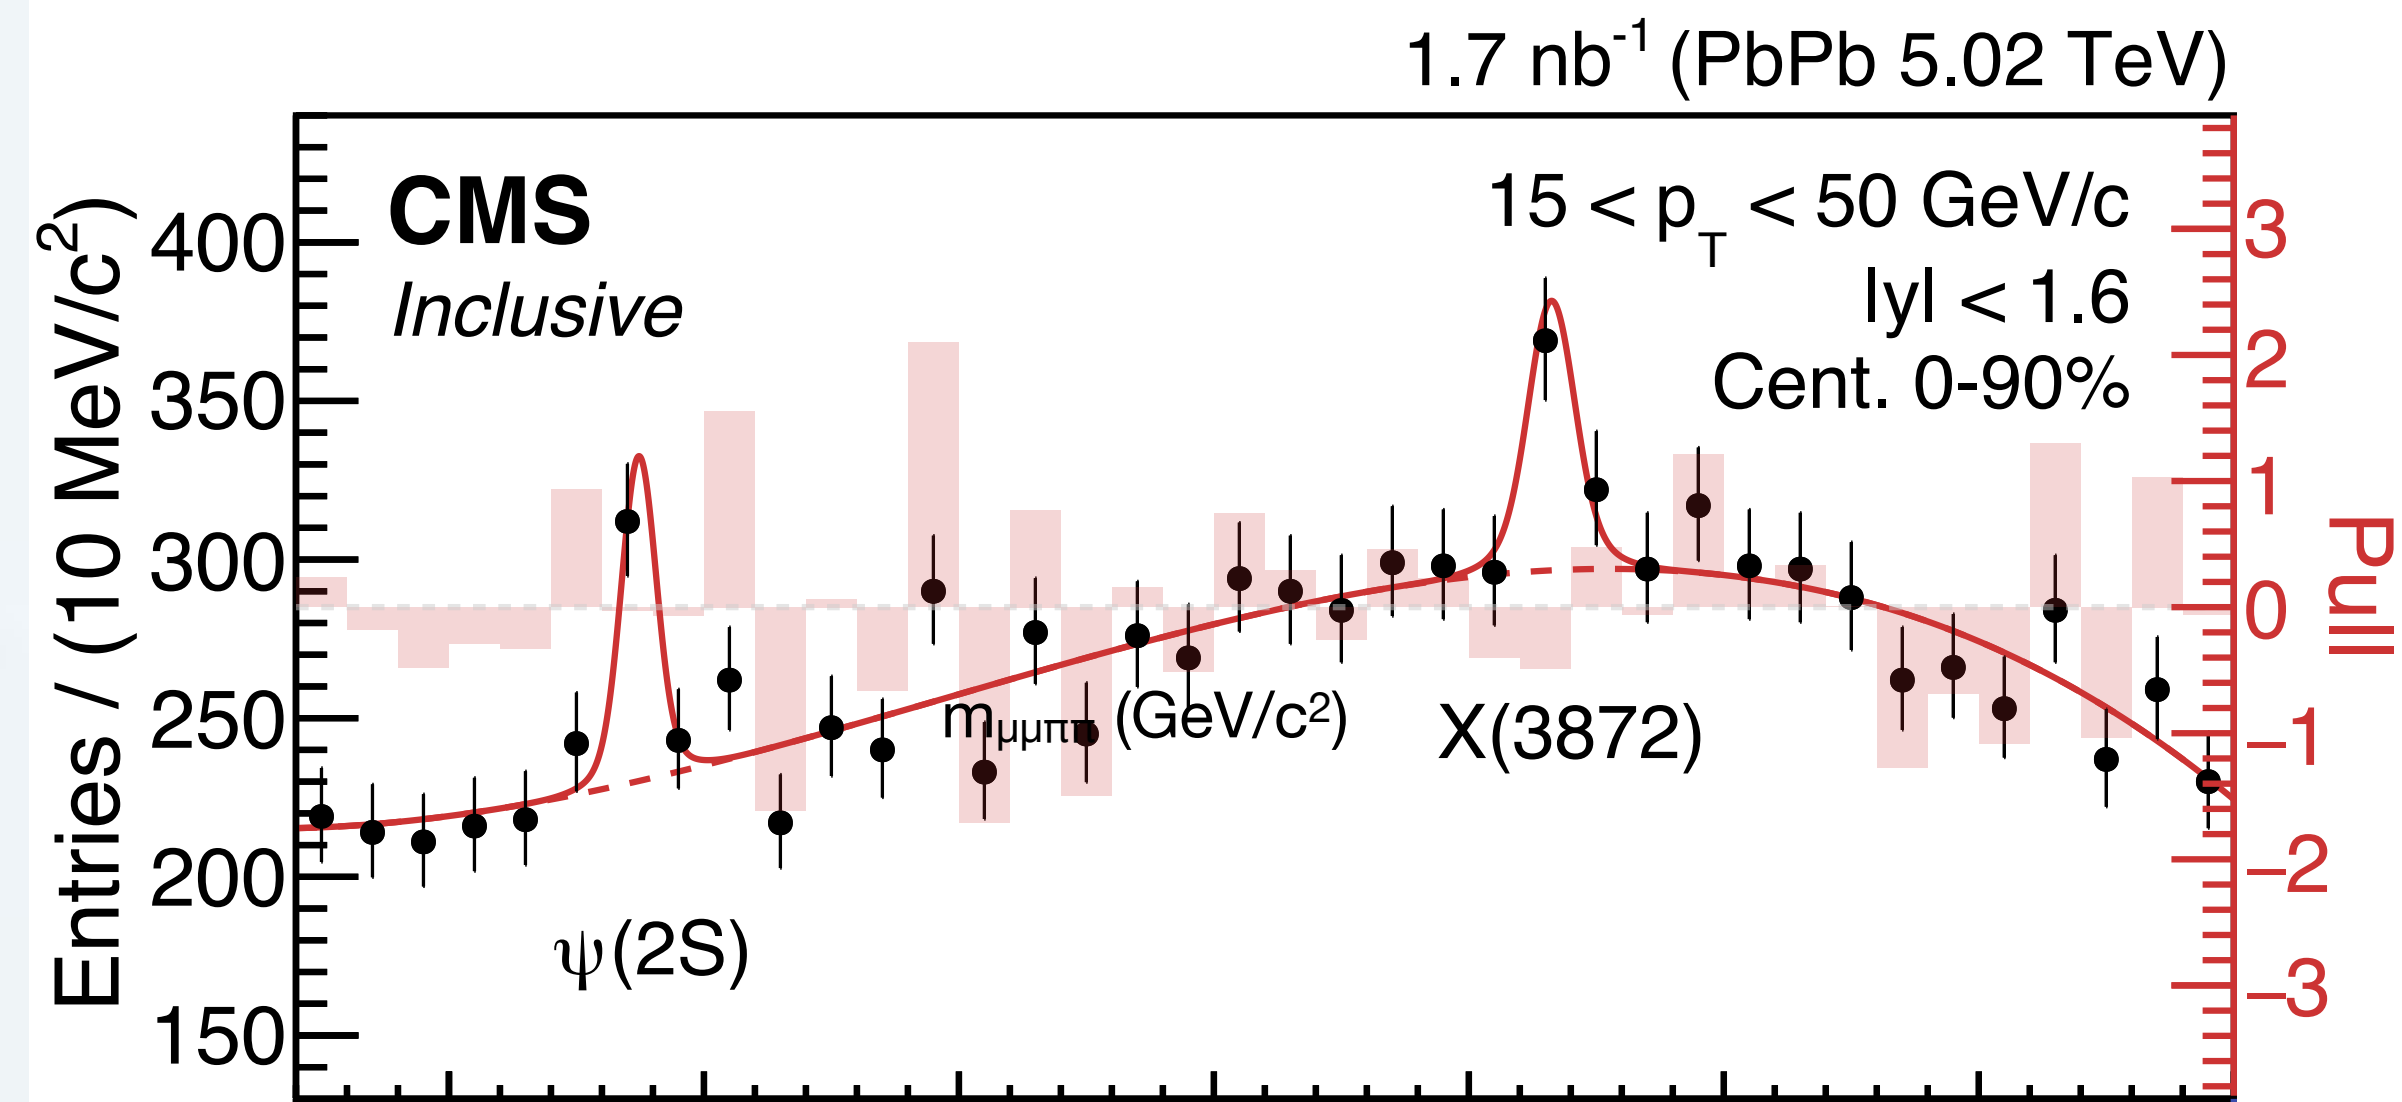 1.7 nb-1 (PbPb 5.02 TeV)
CMS
Inclusive
15 < pT < 50 GeV/c
|y| < 1.6
Cent. 0-90%
Entries / (10 MeV/c2)
400
350
300
250
200
150
3
2
1
0
−1
−2
−3
Pull
mμμππ (GeV/c2)
X(3872)
ψ(2S)